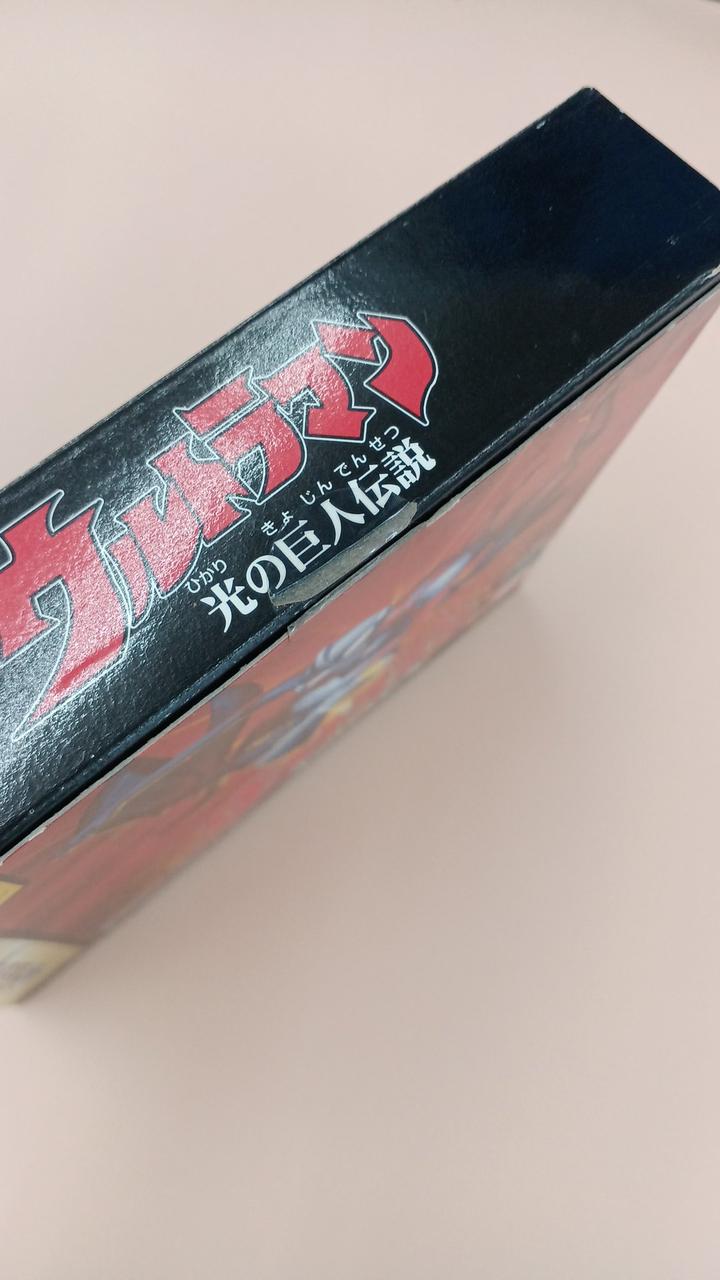 ウルトラマン
ひかり きょ じん でん せつ
光の巨人伝説